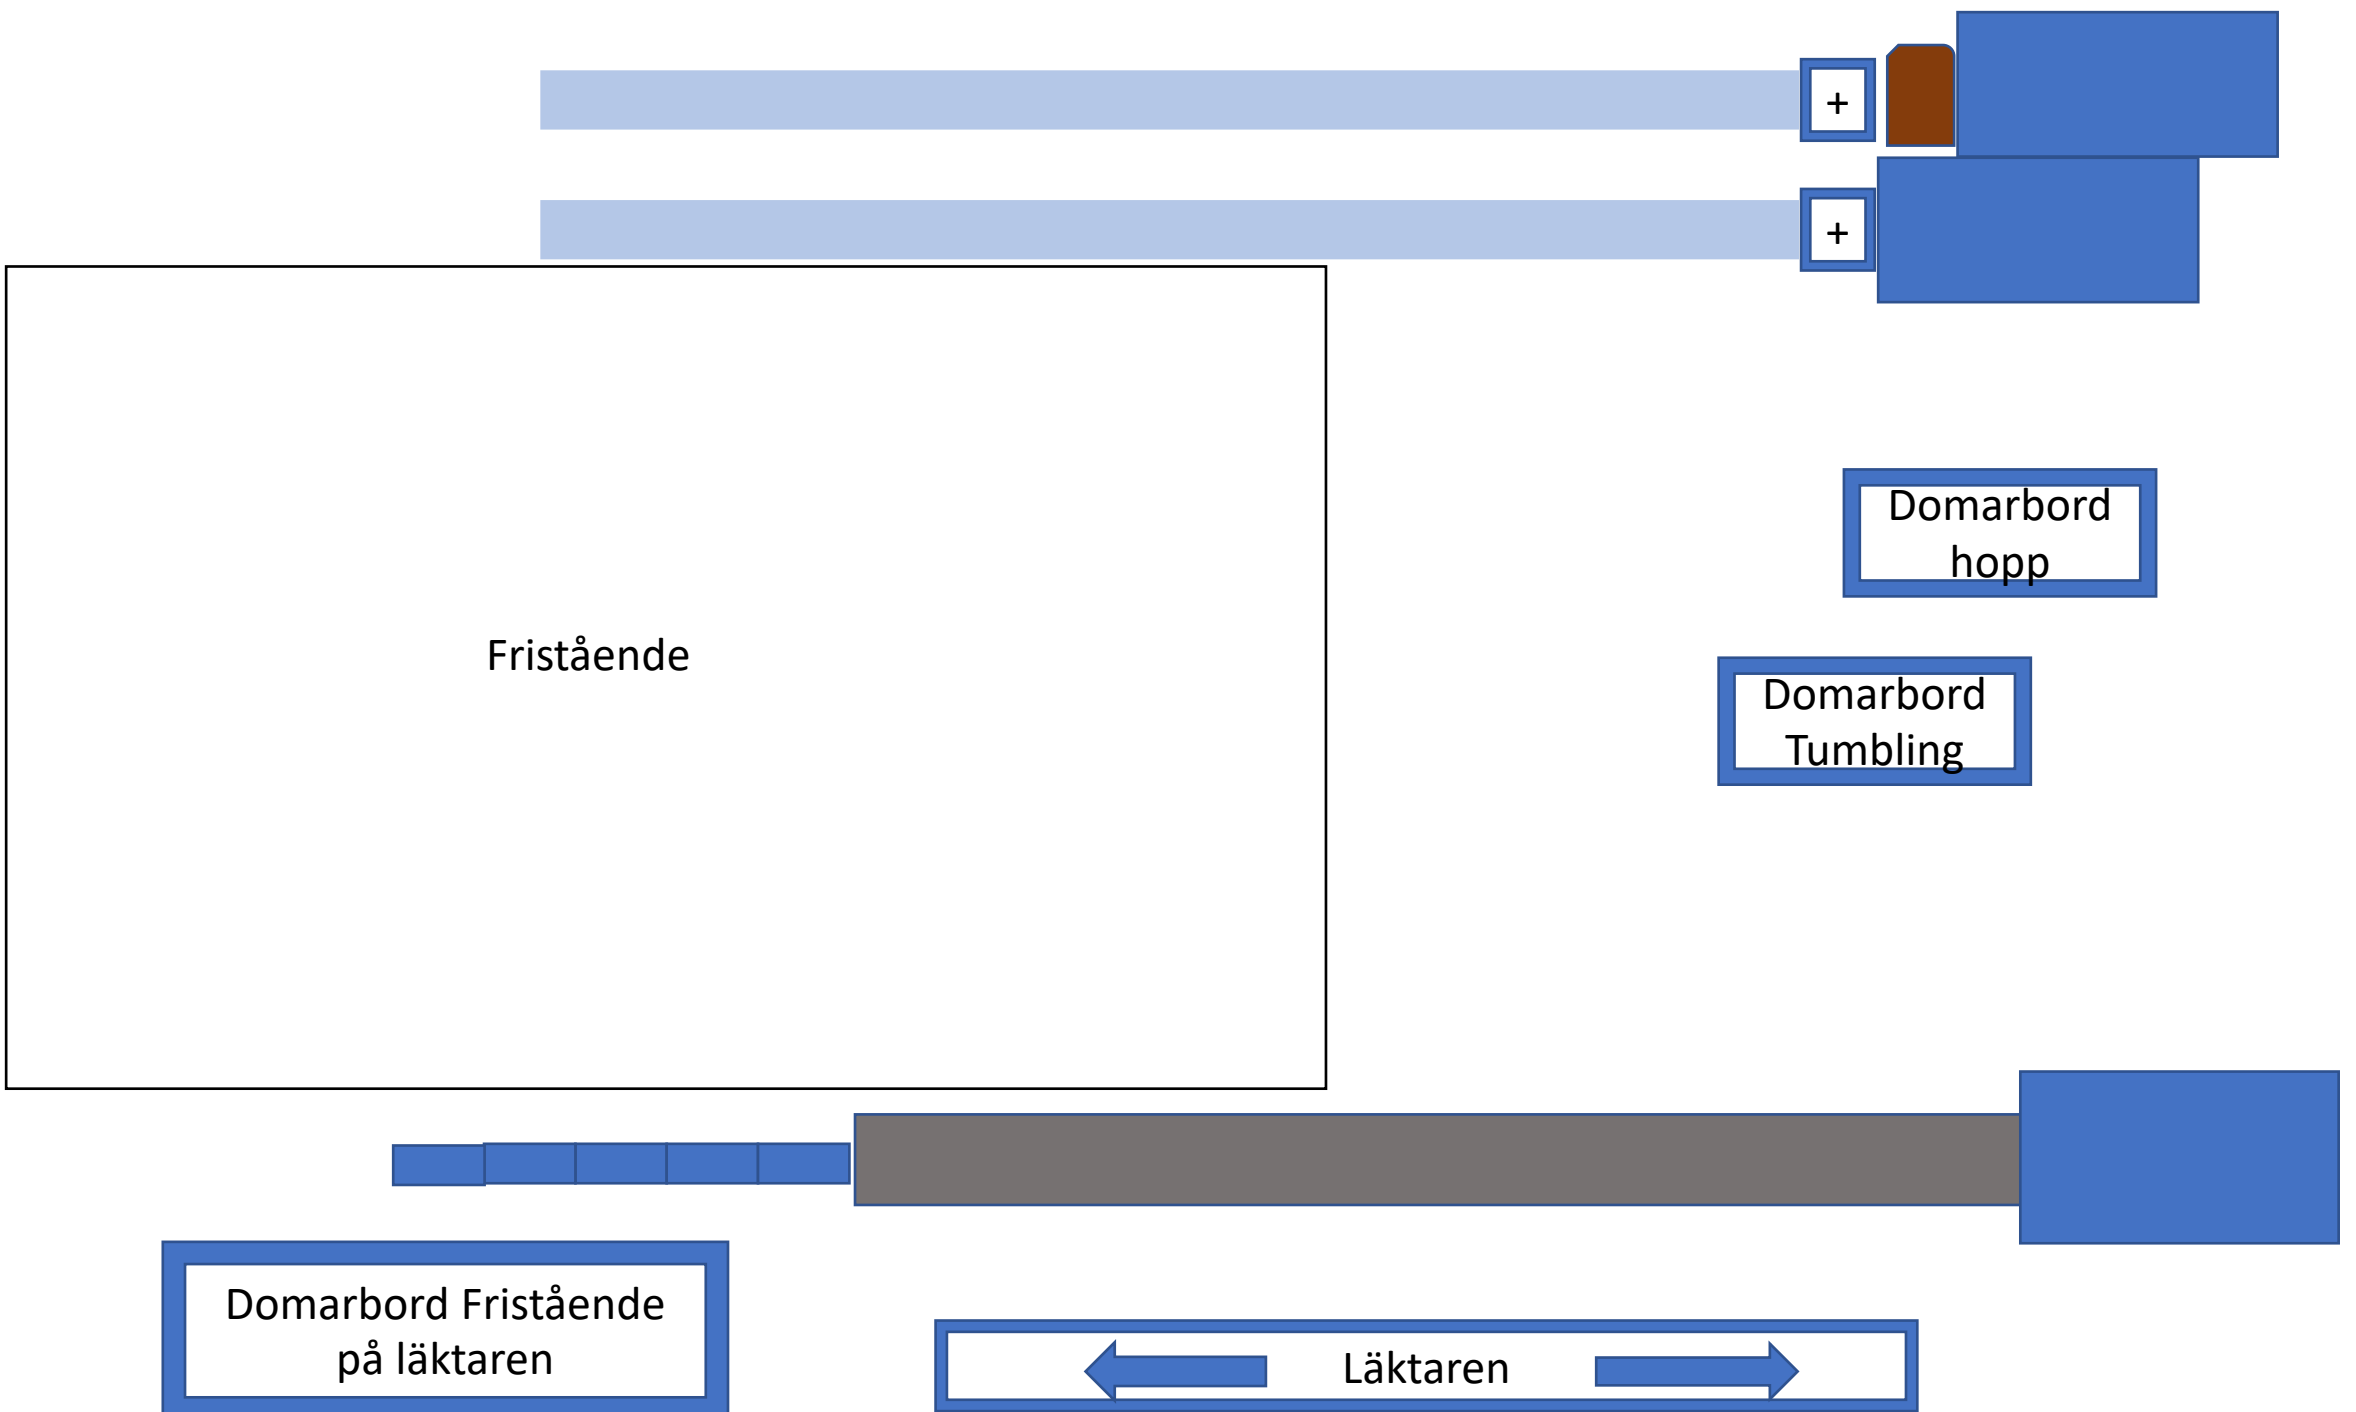 +
+
Domarbord
hopp
Fristående
Domarbord
Tumbling
Domarbord Fristående
på läktaren
Läktaren